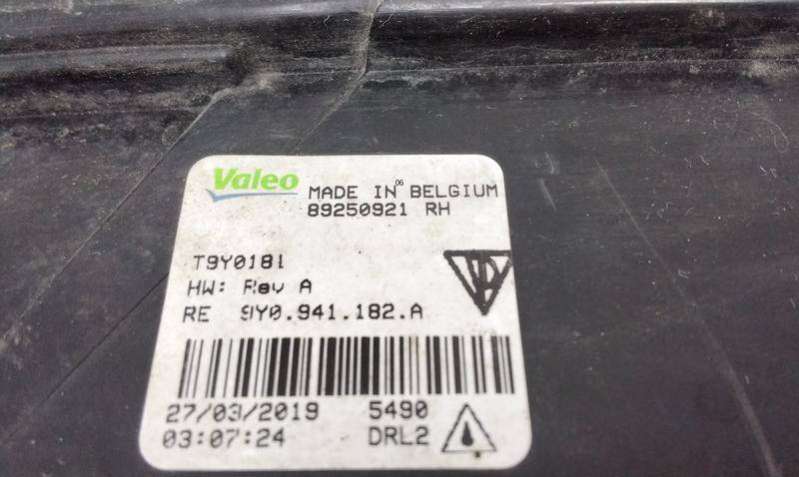 Valeo
MADE IN 06 BELGIUM
89250921 RH
T9Y0181
HW: Rev A
RE 9Y0.941.182.A
27/03/2019 5490
03:07:24 DRL2